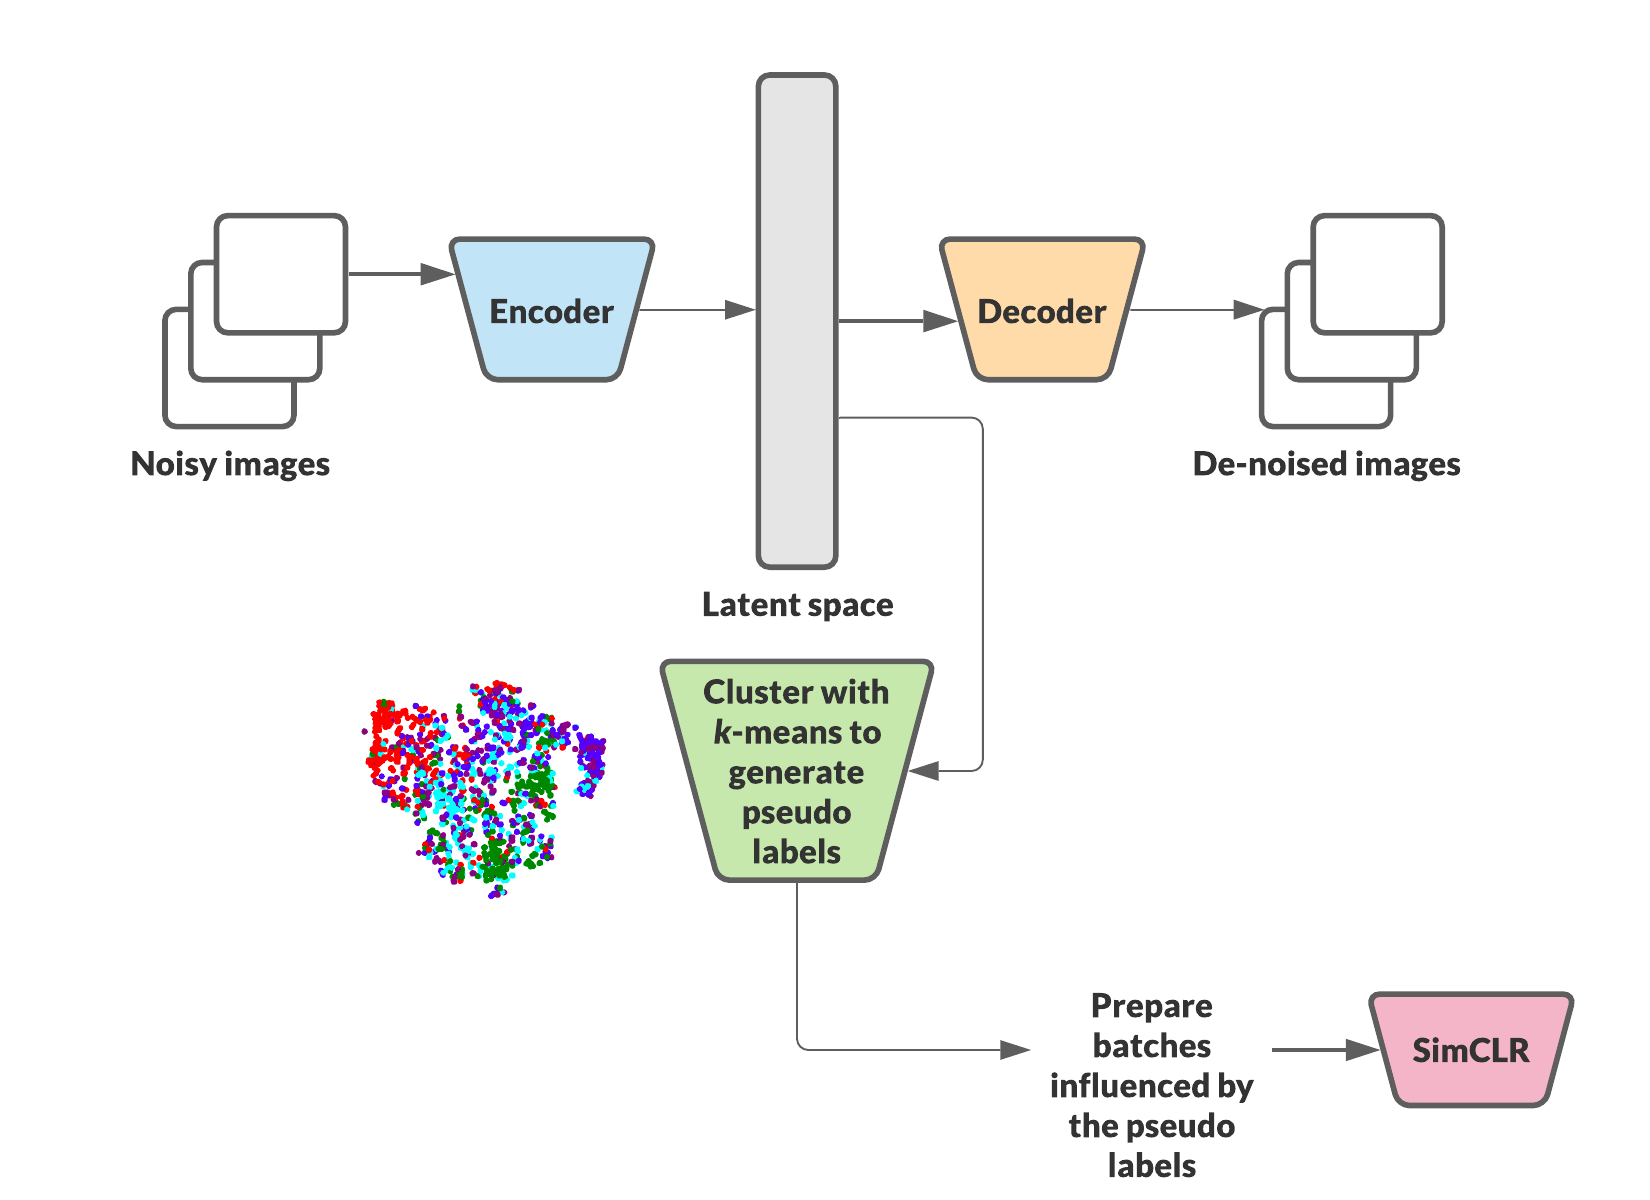 Encoder
Decoder
Noisy images
De-noised images
Latent space
Cluster with
k-means to
generate
pseudo
labels
Prepare
batches
influenced by
the pseudo
labels
SimCLR